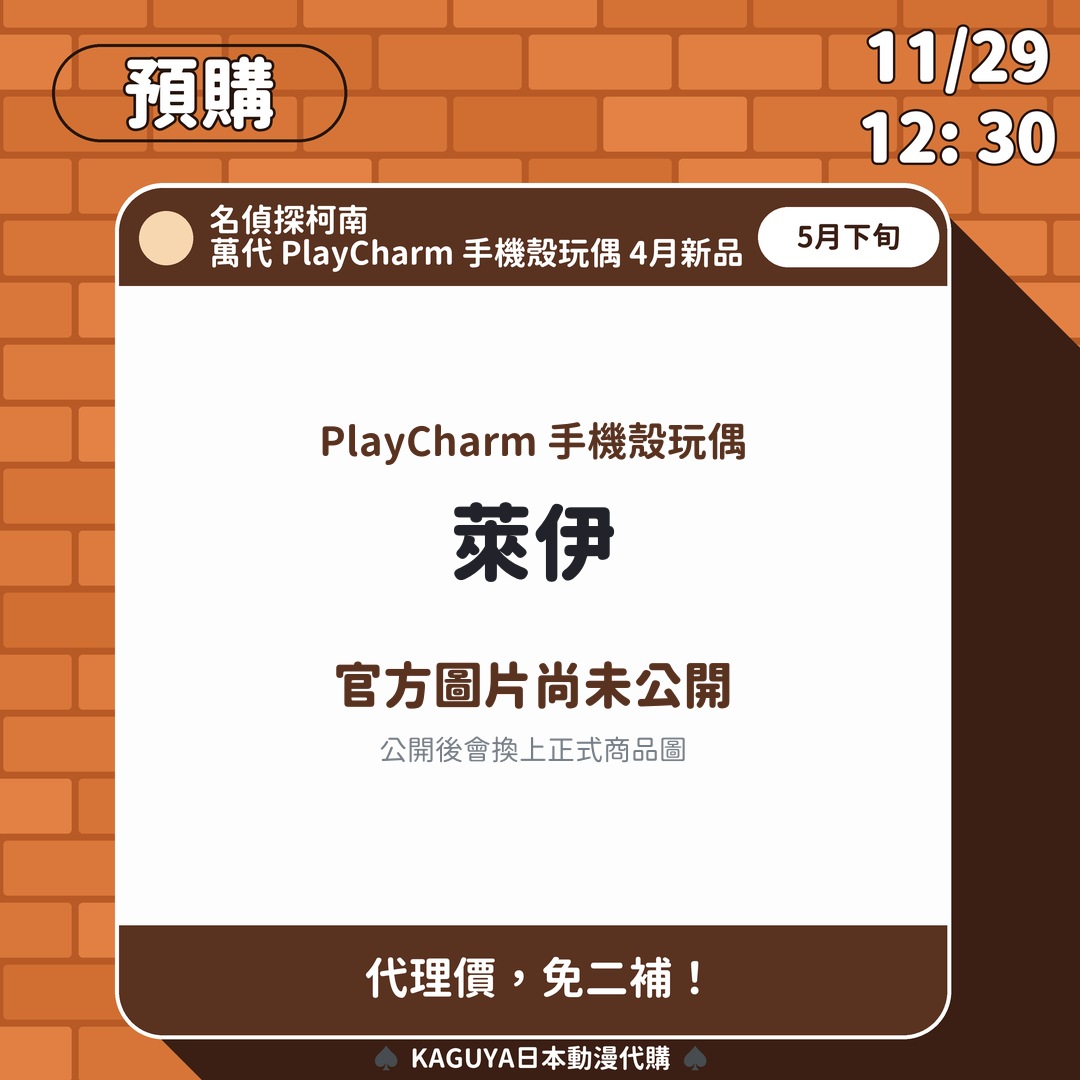 預購
11/29
12: 30
名偵探柯南
萬代 PlayCharm 手機殼玩偶 4月新品
5月下旬
PlayCharm 手機殼玩偶
萊伊
官方圖片尚未公開
公開後會換上正式商品圖
代理價，免二補！
♠ KAGUYA日本動漫代購 ♠